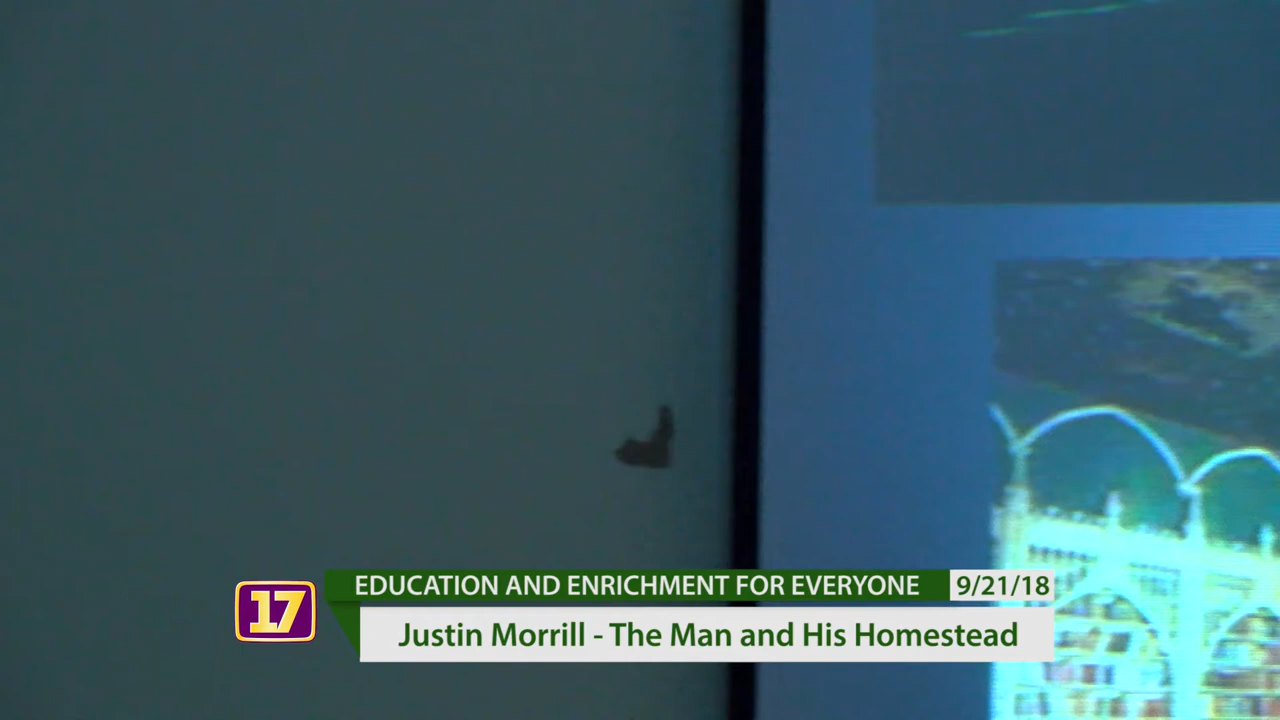 EDUCATION AND ENRICHMENT FOR EVERYONE 9/21/18
17
Justin Morrill - The Man and His Homestead